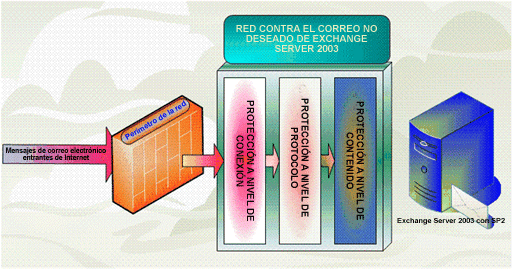 RED CONTRA EL CORREO NO
DESEADO DE EXCHANGE
SERVER 2003
Perímetro de la red
Mensajes de correo electrónico
entrantes de Internet
PROTECCIÓN A NIVEL DE
CONEXIÓN
PROTECCIÓN A NIVEL DE
PROTOCOLO
PROTECCIÓN A NIVEL DE
CONTENIDO
Exchange Server 2003 con SP2